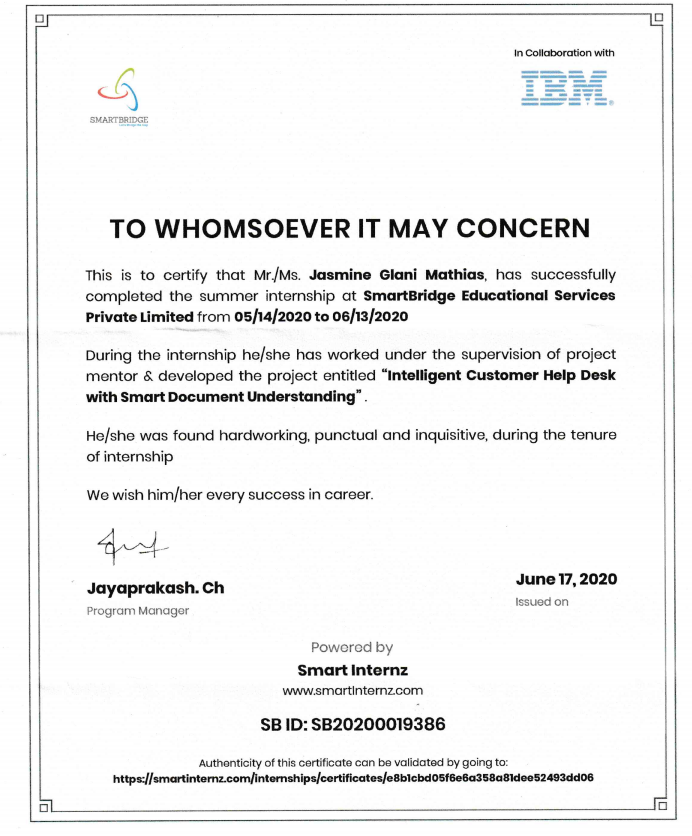 In Collaboration with
IBM
SMARTBRIDGE
TO WHOMSOEVER IT MAY CONCERN
This is to certify that Mr./Ms. Jasmine Glani Mathias, has successfully
completed the summer internship at SmartBridge Educational Services
Private Limited from 05/14/2020 to 06/13/2020
During the internship he/she has worked under the supervision of project
mentor & developed the project entitled “Intelligent Customer Help Desk
with Smart Document Understanding” .
He/she was found hardworking, punctual and inquisitive, during the tenure
of internship
We wish him/her every success in career.
Jayaprakash. Ch
Program Manager
June 17, 2020
Issued on
Powered by
Smart Internz
www.smartinternz.com
SB ID: SB20200019386
Authenticity of this certificate can be validated by going to:
https://smartinternz.com/internships/certificates/e8b1cbd05f6e6a358a81dee52493dd06